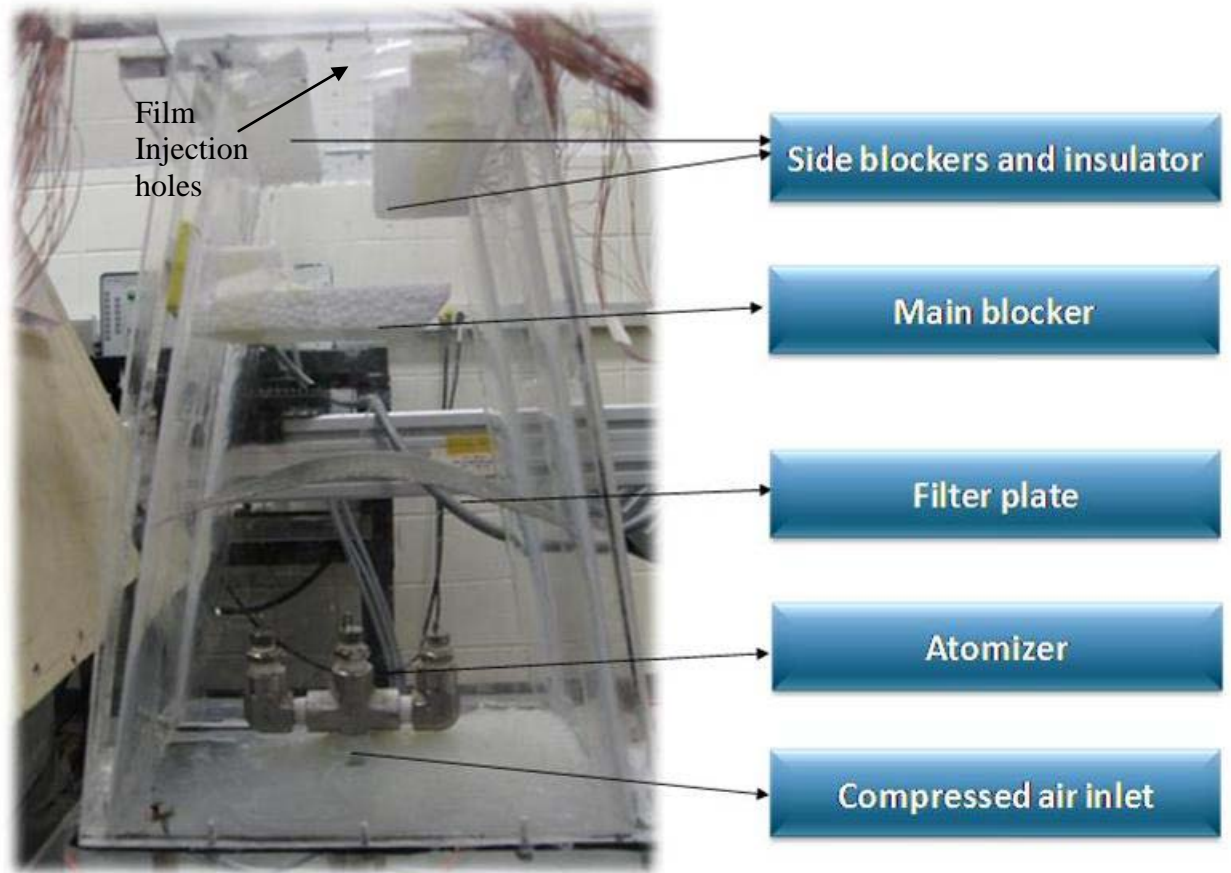 Film
Injection
holes
Side blockers and insulator
Main blocker
Filter plate
Atomizer
Compressed air inlet